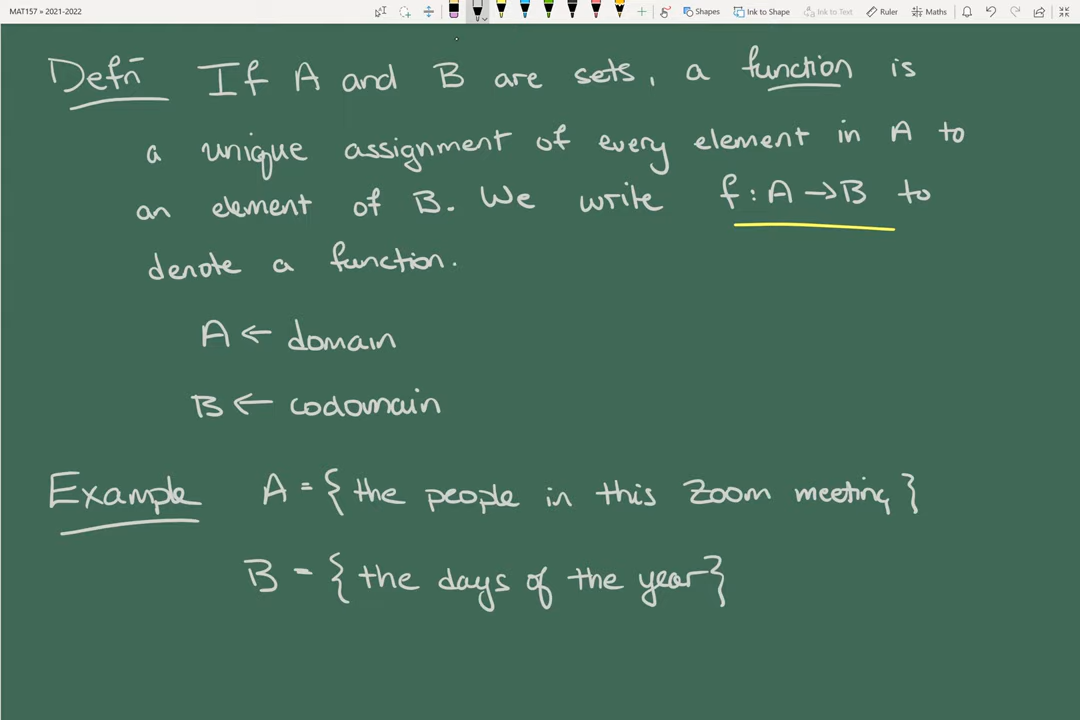 MAT157 » 2021-2022
Shapes Ink to Shape Ink to Text Ruler Maths
Defn̄ If A and B are sets, a function is
a unique assignment of every element in A to
an element of B. We write f: A → B to
denote a function.
A ← domain
B ← codomain
Example A = { the people in this Zoom meeting }
B = { the days of the year }